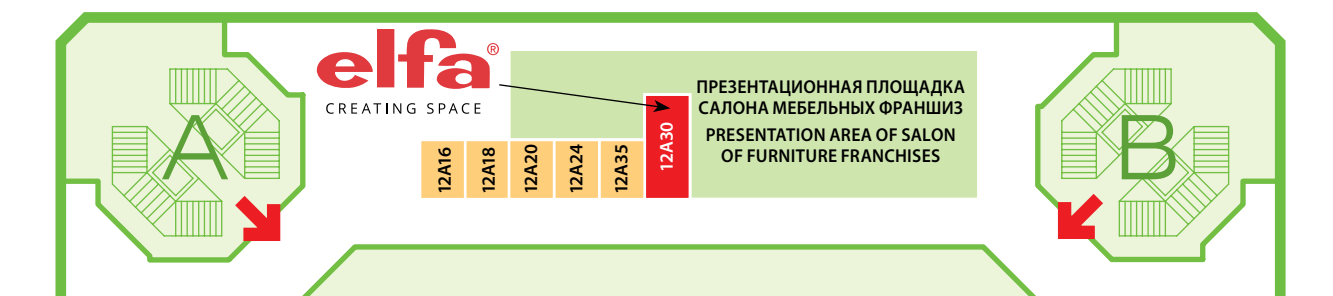 elfa®
CREATING SPACE
ПРЕЗЕНТАЦИОННАЯ ПЛОЩАДКА
САЛОНА МЕБЕЛЬНЫХ ФРАНШИЗ
PRESENTATION AREA OF SALON
OF FURNITURE FRANCHISES
A
12A16
12A18
12A20
12A24
12A35
12A30
B